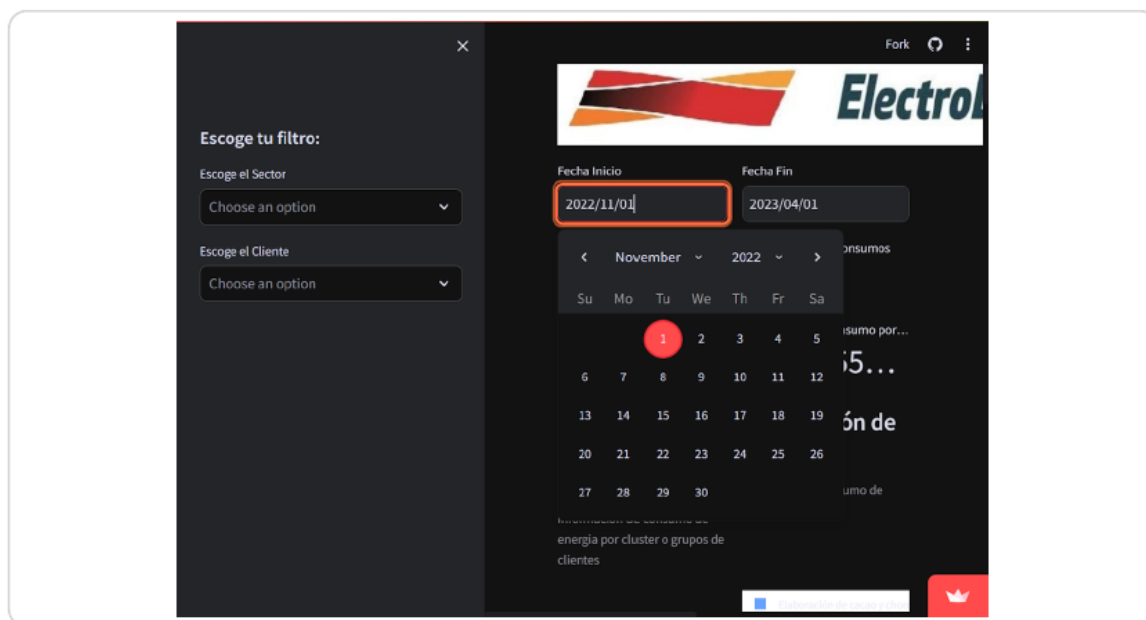 Fork
Electrol
Escoge tu filtro:
Escoge el Sector
Choose an option
Escoge el Cliente
Choose an option
Fecha Inicio
Fecha Fin
2022/11/01
2023/04/01
November
2022
Su Mo Tu We Th Fr Sa
1 2 3 4 5
6 7 8 9 10 11 12
13 14 15 16 17 18 19
20 21 22 23 24 25 26
27 28 29 30
onsumos
sumo por...
55...
ón de
umo de
energía por cluster o grupos de
clientes